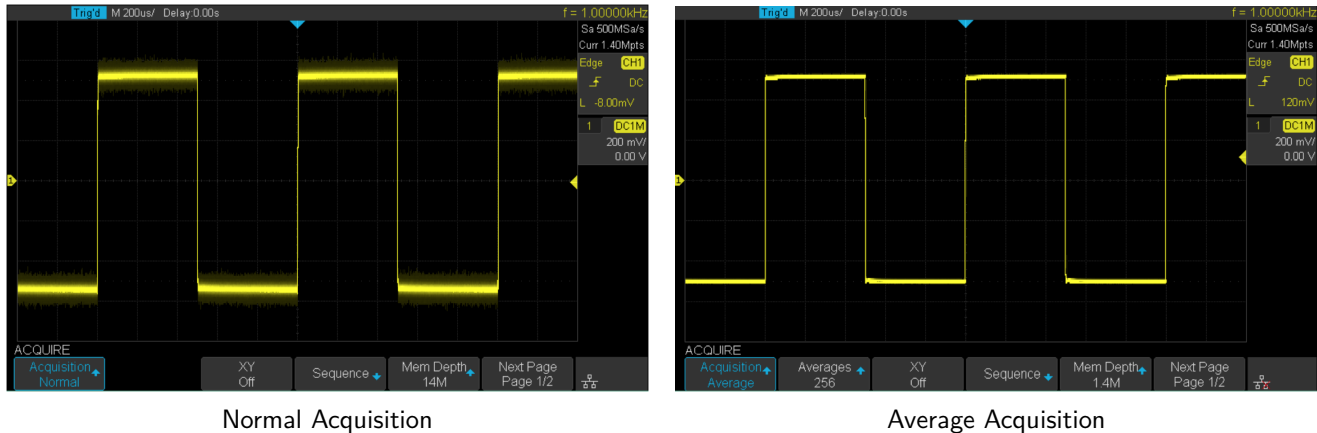 Trig'd M 200us/ Delay:0.00s f = 1.00000kHz
Sa 500MSa/s
Curr 1.40Mpts
Edge CH1
DC
L -8.00mV
1 DC1M
200 mV/
0.00 V
1
ACQUIRE
Acquisition Normal
XY Off
Sequence
Mem Depth 14M
Next Page Page 1/2
Normal Acquisition
Trig'd M 200us/ Delay:0.00s f = 1.00000kHz
Sa 500MSa/s
Curr 1.40Mpts
Edge CH1
DC
L 120mV
1 DC1M
200 mV/
0.00 V
1
ACQUIRE
Acquisition Average
Averages 256
XY Off
Sequence
Mem Depth 1.4M
Next Page Page 1/2
Average Acquisition